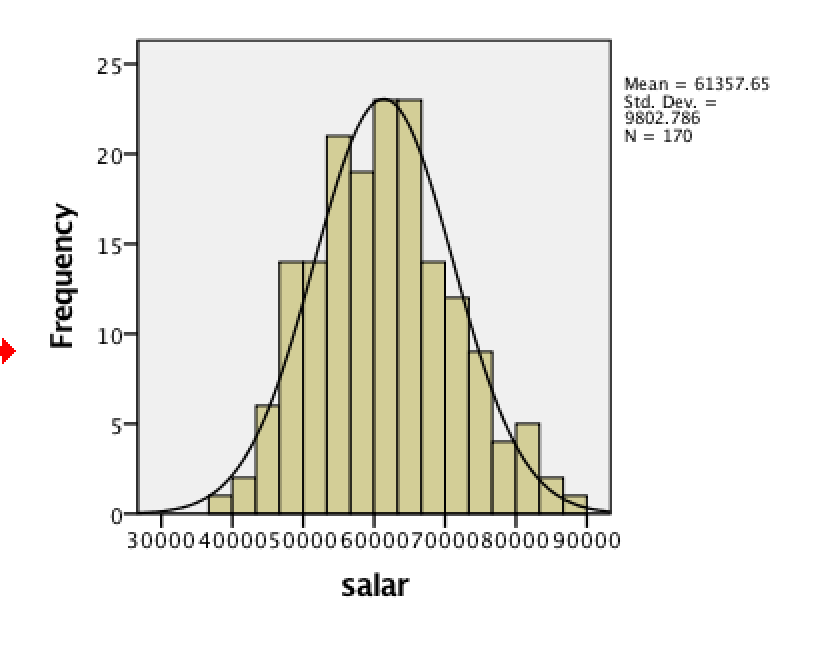 25
20
15
10
5
0
Frequency
30000 40000 50000 60000 70000 80000 90000
salar
Mean = 61357.65
Std. Dev. =
9802.786
N = 170